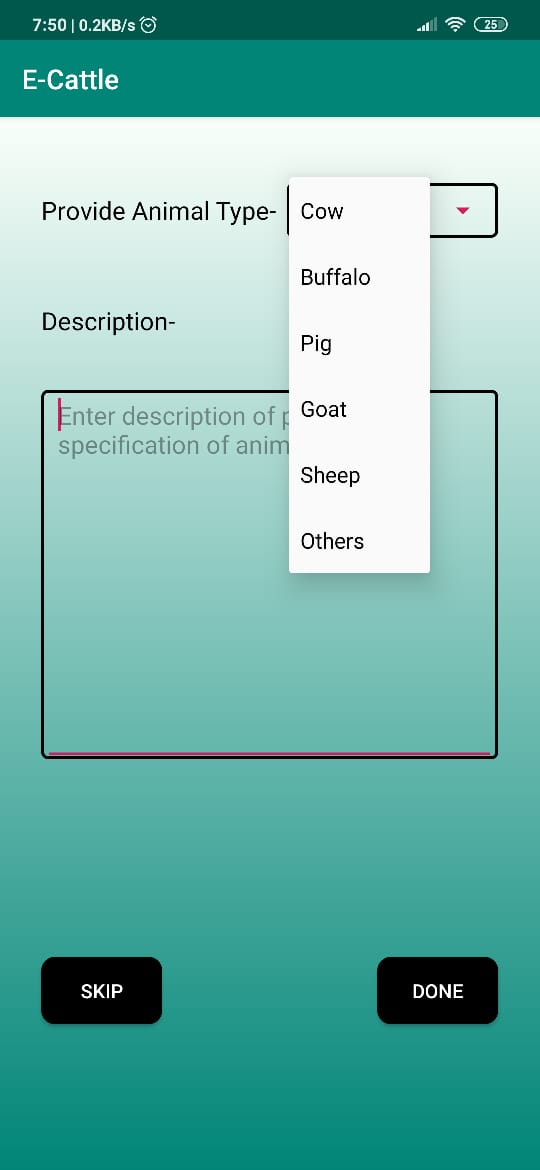 7:50 | 0.2KB/s
25
E-Cattle
Provide Animal Type-
Cow
Buffalo
Description-
Pig
Goat
Enter description of
specification of anim
Sheep
Others
SKIP
DONE